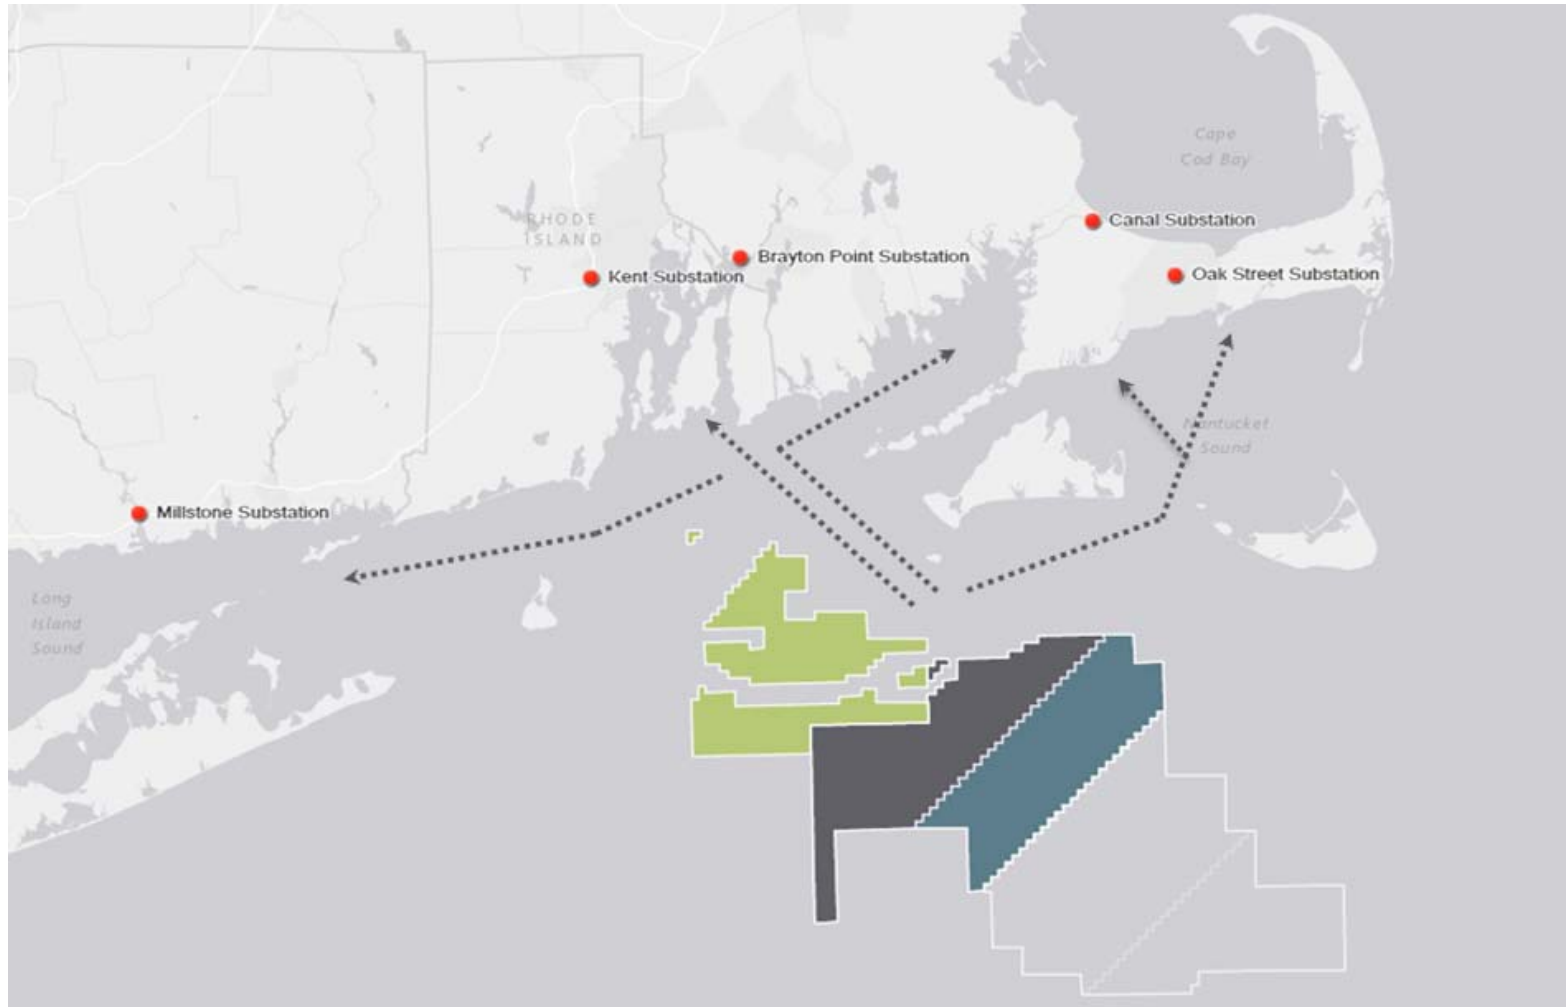 Cape
Cod Bay
Canal Substation
RHODE
ISLAND
Brayton Point Substation
Kent Substation
Oak Street Substation
Nantucket
Sound
Millstone Substation
Long
Island
Sound